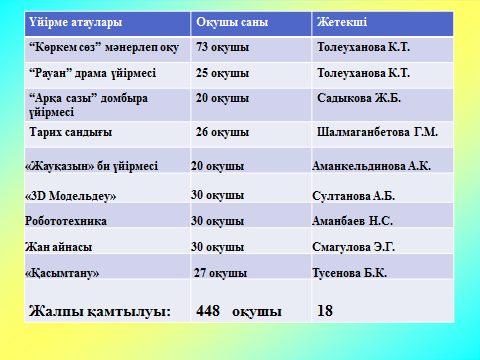 Үйірме атаулары Оқушы саны Жетекші
“Көркем сөз” мәнерлеп оқу 73 оқушы Толеуханова К.Т.
“Рауан” драма үйірмесі 25 оқушы Толеуханова К.Т.
“Арқа сазы” домбыра 20 оқушы Садыкова Ж.Б.
үйірмесі
Тарих сандығы 26 оқушы Шалмаганбетова Г.М.
«Жауқазын» би үйірмесі 20 оқушы Аманкельдинова А.К.
«3D Модельдеу» 30 оқушы Султанова А.Б.
Робототехника 30 оқушы Аманбаев Н.С.
Жан айнасы 30 оқушы Смагулова Э.Г.
«Қасымтану» 27 оқушы Тусенова Б.К.
Жалпы қамтылуы: 448 оқушы 18